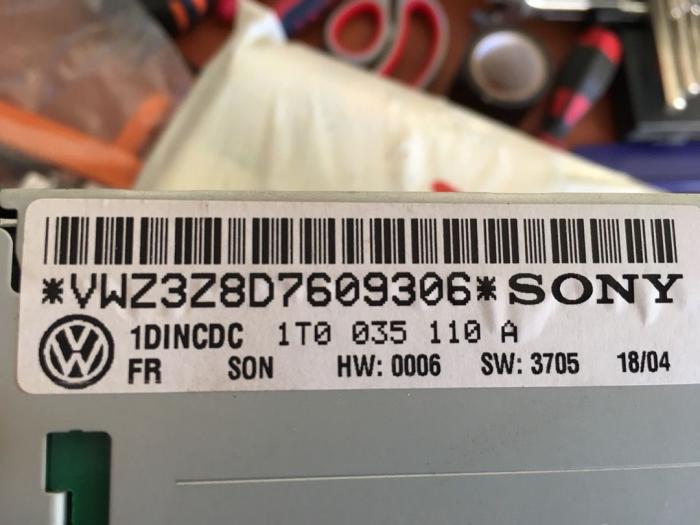 *VWZ3Z8D7609306* SONY
1DINCDC 1T0 035 110 A
FR SON HW: 0006 SW: 3705 18/04